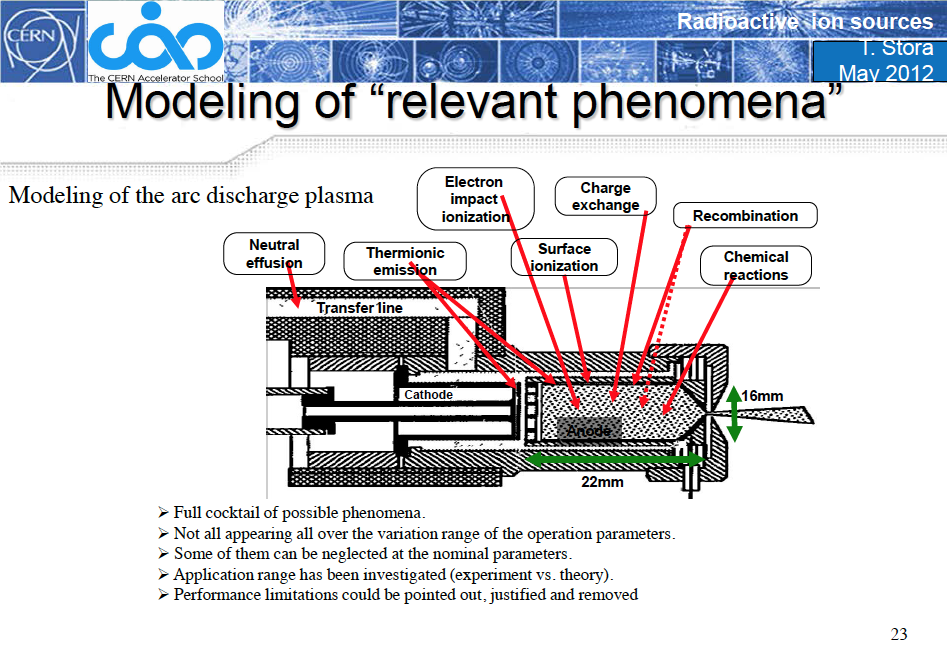 CERN
The CERN Accelerator School
Radioactive ion sources
T. Stora
May 2012
Modeling of “relevant phenomena”
Modeling of the arc discharge plasma
Electron
impact
ionization
Charge
exchange
Recombination
Neutral
effusion
Thermionic
emission
Surface
ionization
Chemical
reactions
Transfer line
Cathode
16mm
Anode
22mm
➢ Full cocktail of possible phenomena.
➢ Not all appearing all over the variation range of the operation parameters.
➢ Some of them can be neglected at the nominal parameters.
➢ Application range has been investigated (experiment vs. theory).
➢ Performance limitations could be pointed out, justified and removed
23